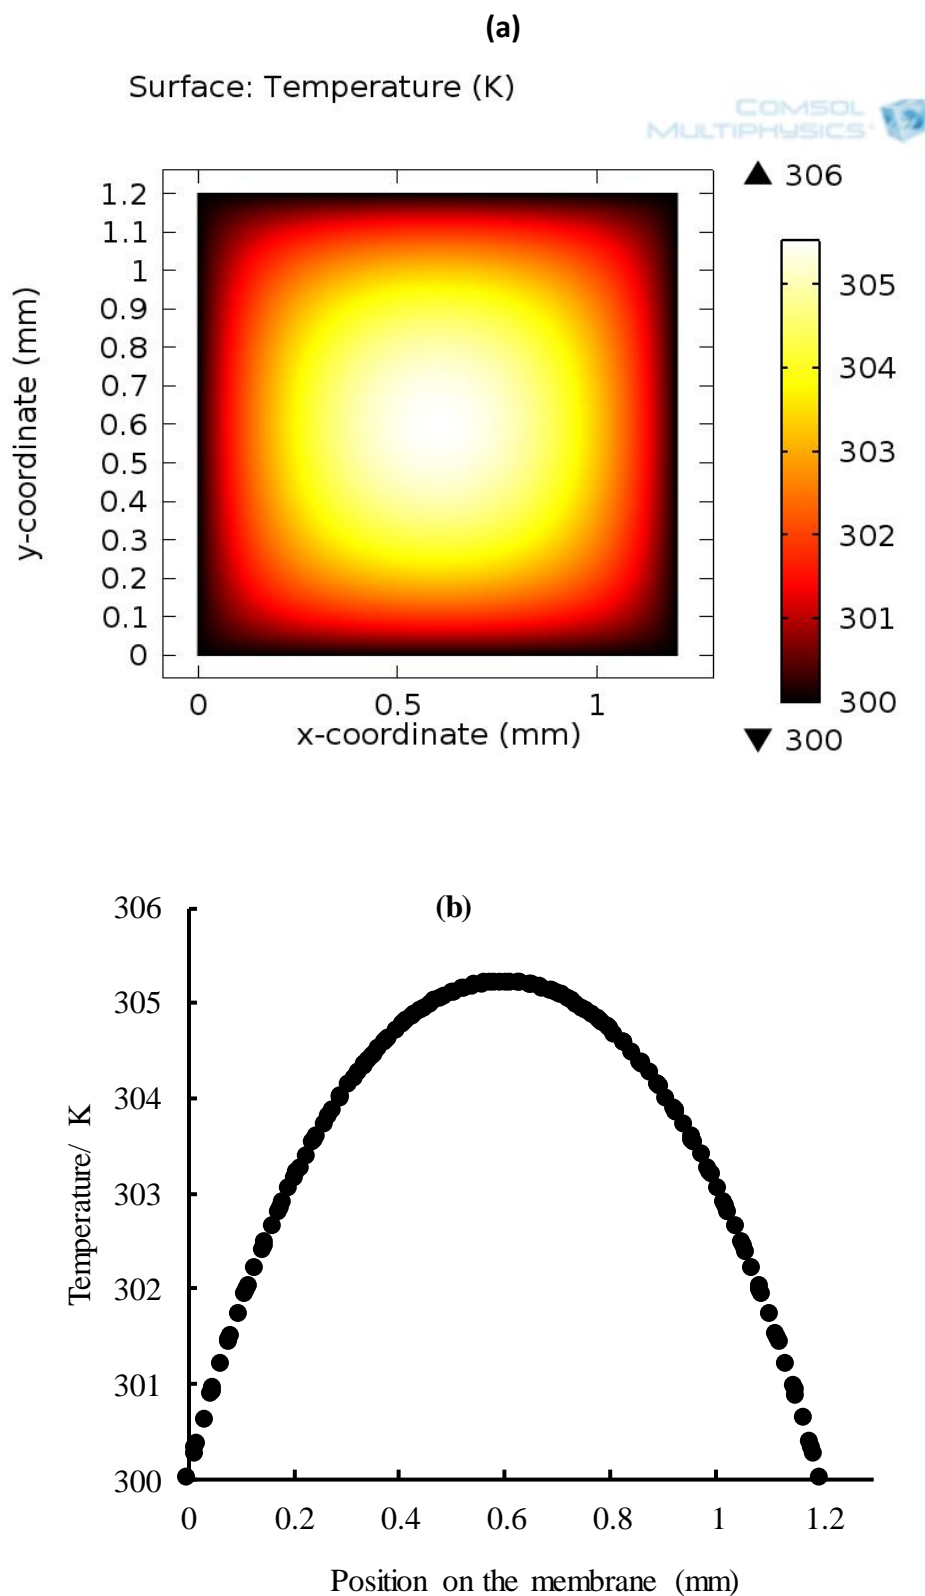 (a)
Surface: Temperature (K)
COMSOL
MULTIPHYSICS®
▲ 306
1.2
1.1
1
0.9
0.8
0.7
0.6
0.5
0.4
0.3
0.2
0.1
0
y-coordinate (mm)
305
304
303
302
301
300
0 0.5 1
x-coordinate (mm)
▼ 300
(b)
306
305
304
303
302
301
300
Temperature/ K
0 0.2 0.4 0.6 0.8 1 1.2
Position on the membrane (mm)